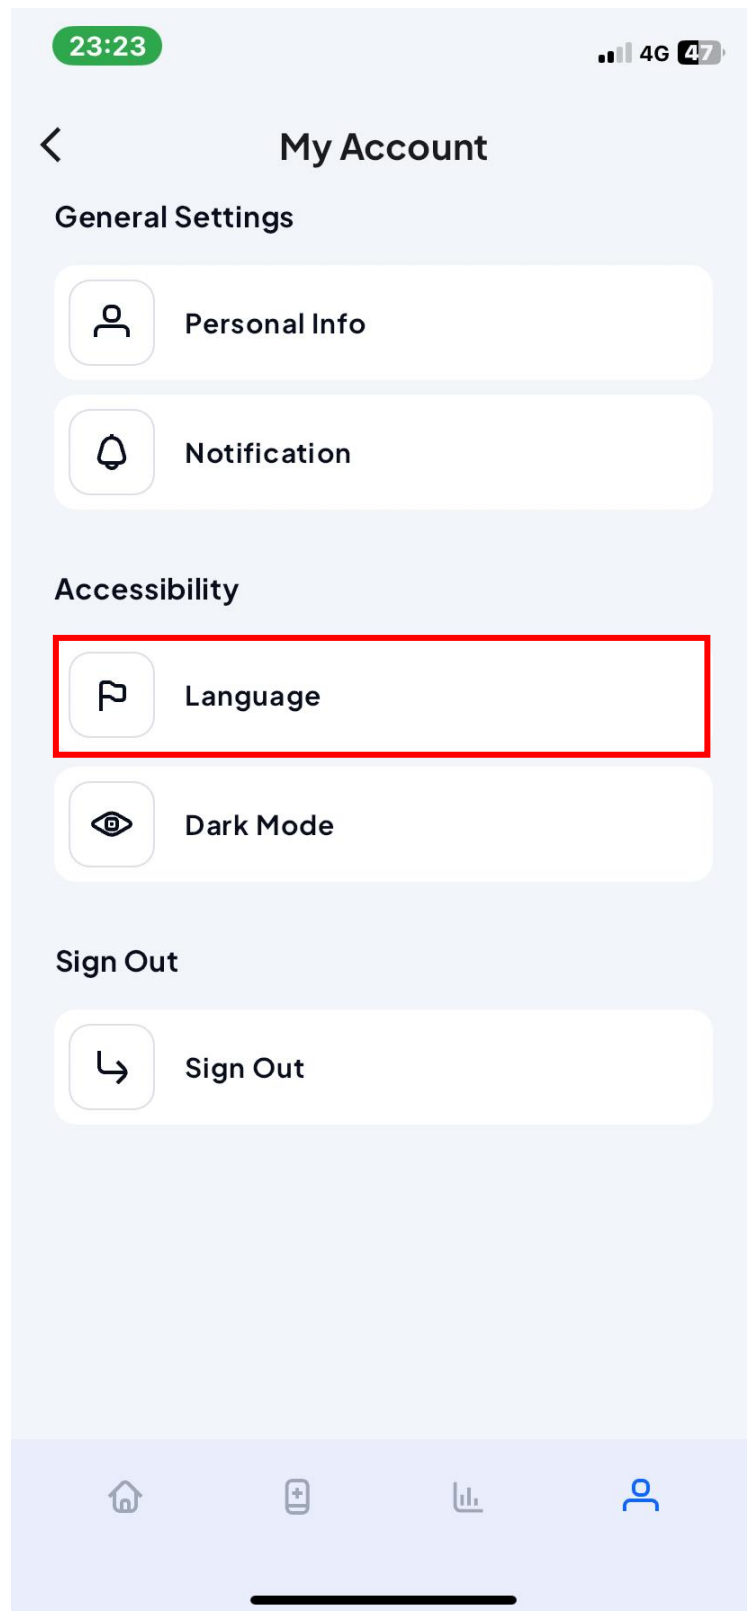 23:23
4G 47
My Account
General Settings
Personal Info
Notification
Accessibility
Language
Dark Mode
Sign Out
Sign Out